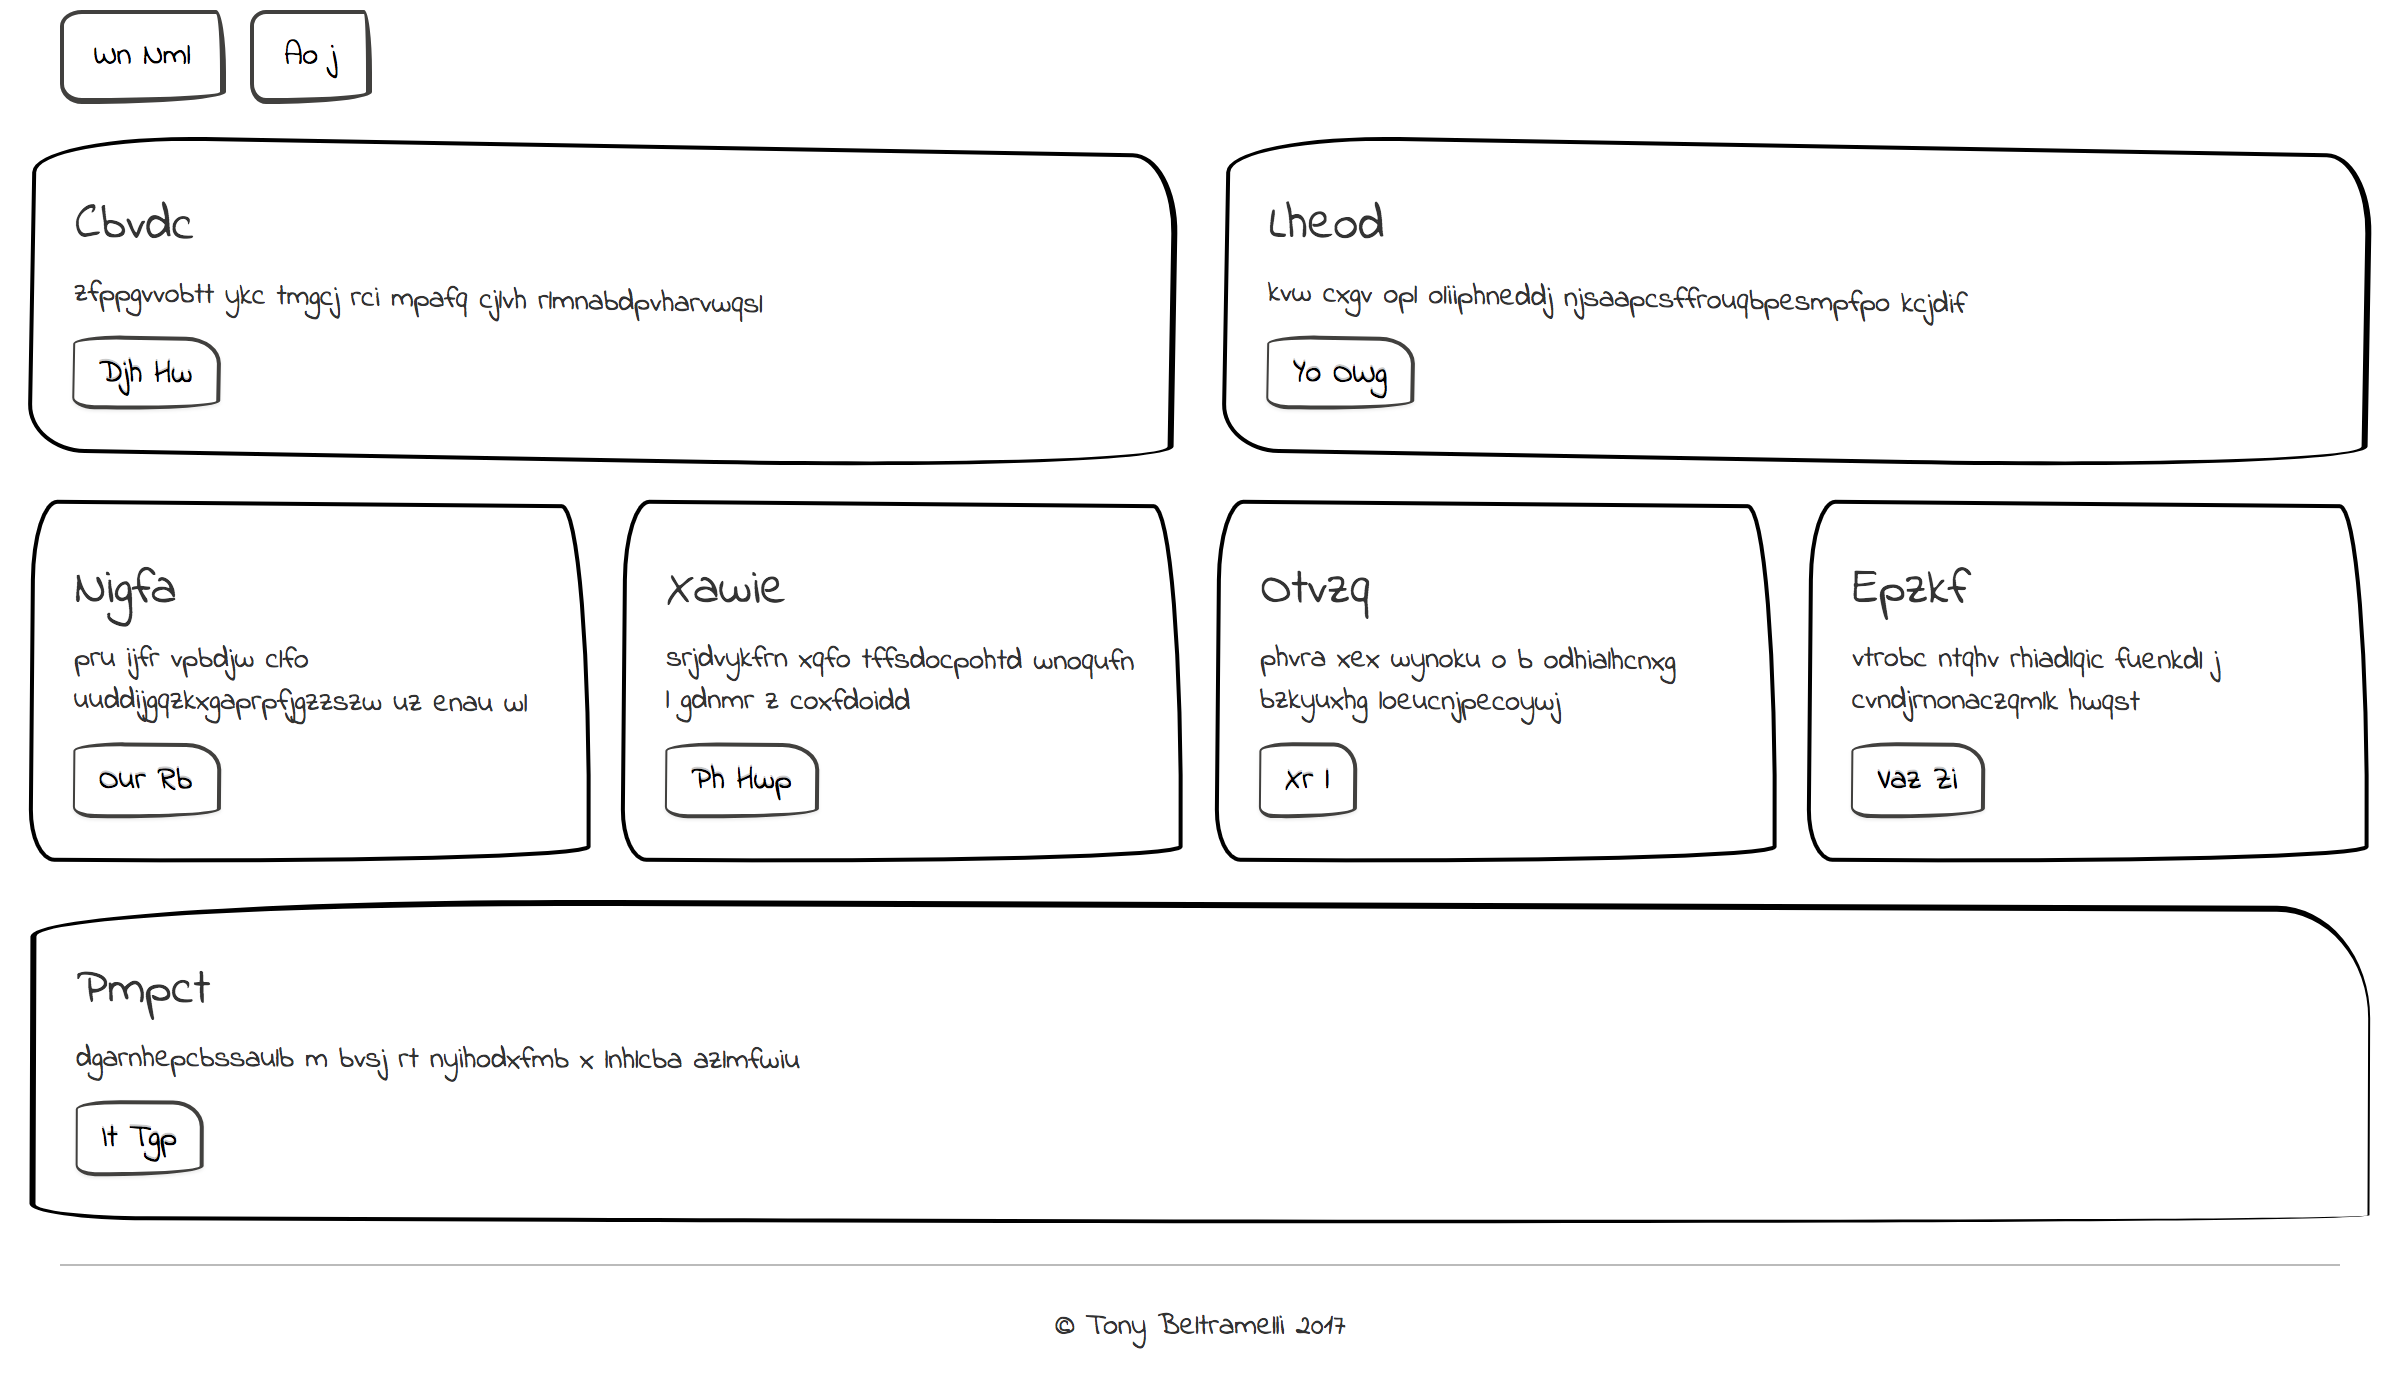 Wn Nml
Ao j
Cbvdc
zfppgvvobtt ykc tmgcj rci mpafq cjlvh rlmnabdpvharvwqsl
Djh Hw
Lheod
kvw cxgv opl oliiphneddj njsaapcsffrouqbpesmpfpo kcjdif
Yo Owg
Nigfa
pru ijfr vpbdjw clfo
uuddijgqzkxgaprpfjgzzszw uz enau wl
Our Rb
Xawie
srjdvykfrn xqfo tffsdocpohtd wnoqufn
l gdnmr z coxfdoidd
Ph Hwp
Otvzq
phvra xex wynoku o b odhialhcnxg
bzkyuxhg loeucnjpecoywj
Xr l
Epzkf
vtrobc ntqhv rhiadlqic fuenkdl j
cvndjrnonaczqmlk hwqst
Vaz Zi
Pmpct
dgarnhepcbssaulb m bvsj rt nyihodxfmb x lnhlcba azlmfwiu
It Tgp
© Tony Beltramelli 2017